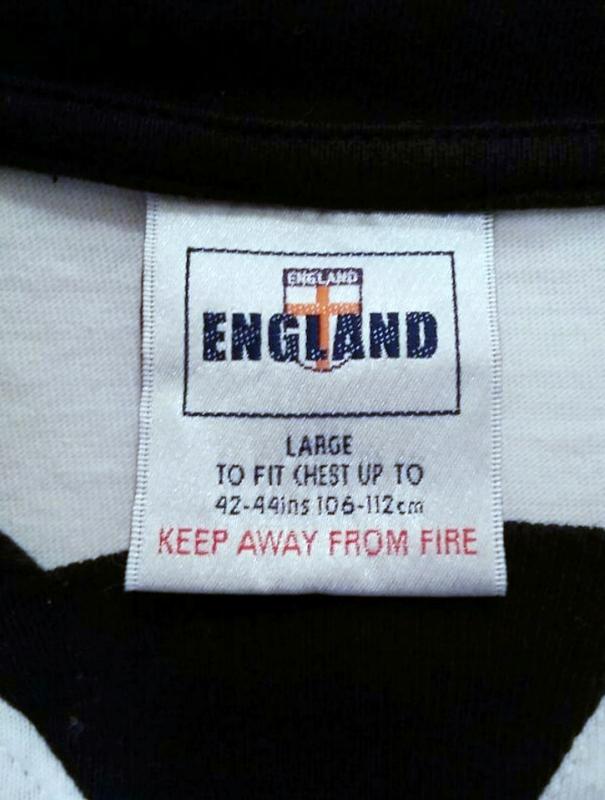 ENGLAND
ENGLAND
LARGE
TO FIT CHEST UP TO
42-44ins 106-112cm
KEEP AWAY FROM FIRE